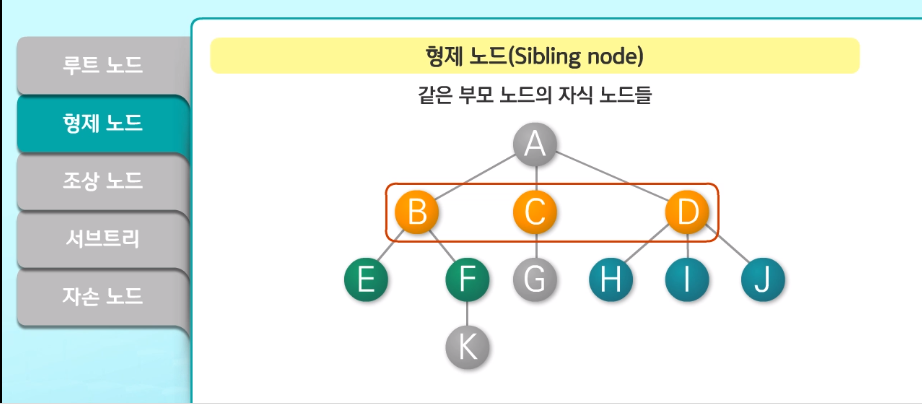 루트 노드
형제 노드
조상 노드
서브트리
자손 노드
형제 노드(Sibling node)
같은 부모 노드의 자식 노드들
A
B C D
E F G H I J
K